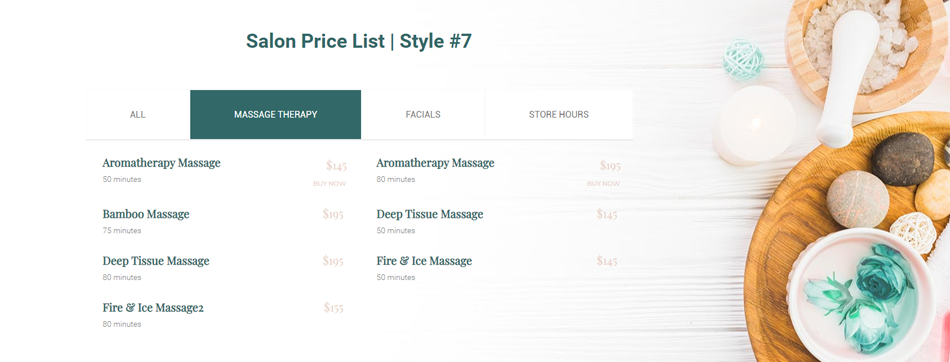 Salon Price List | Style #7
ALL
MASSAGE THERAPY
FACIALS
STORE HOURS
Aromatherapy Massage $145
50 minutes
BUY NOW
Bamboo Massage $195
75 minutes
Deep Tissue Massage $195
80 minutes
Fire & Ice Massage2 $155
80 minutes
Aromatherapy Massage $195
80 minutes
BUY NOW
Deep Tissue Massage $145
50 minutes
Fire & Ice Massage $145
50 minutes